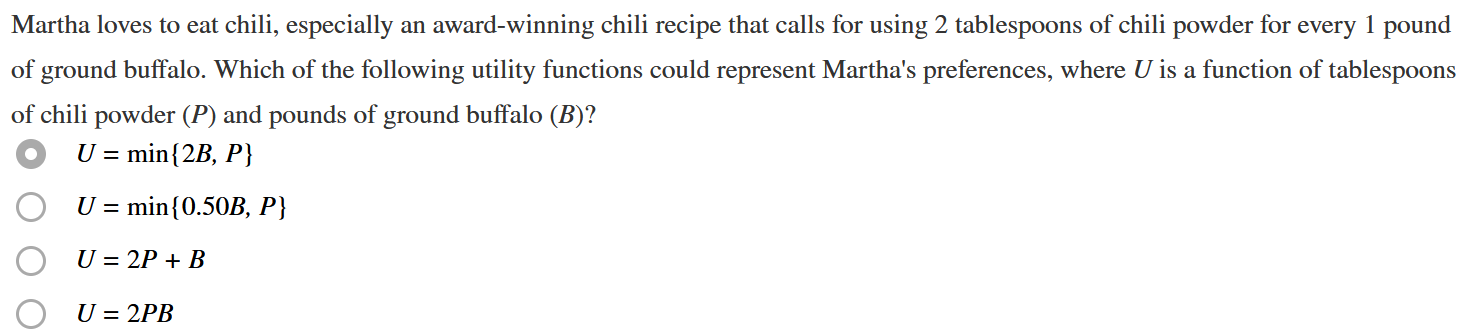 Martha loves to eat chili, especially an award-winning chili recipe that calls for using 2 tablespoons of chili powder for every 1 pound
of ground buffalo. Which of the following utility functions could represent Martha's preferences, where U is a function of tablespoons
of chili powder (P) and pounds of ground buffalo (B)?
U = min{2B, P}
U = min{0.50B, P}
U = 2P + B
U = 2PB